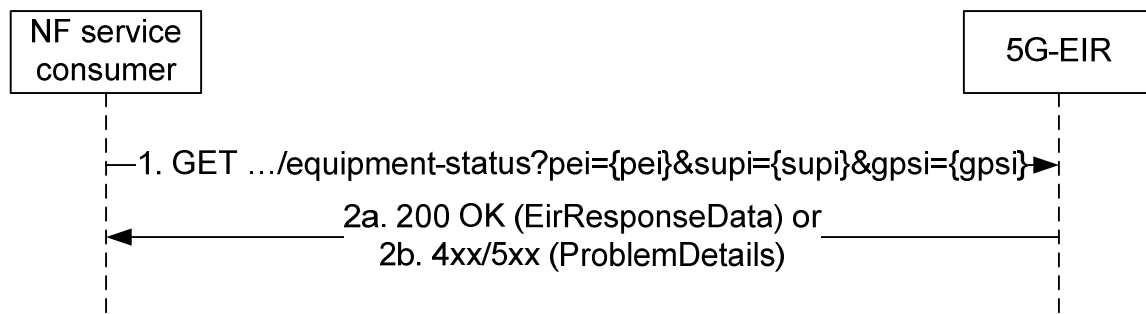 NF service
consumer
5G-EIR
1. GET …/equipment-status?pei={pei}&supi={supi}&gpsi={gpsi}
2a. 200 OK (EirResponseData) or
2b. 4xx/5xx (ProblemDetails)